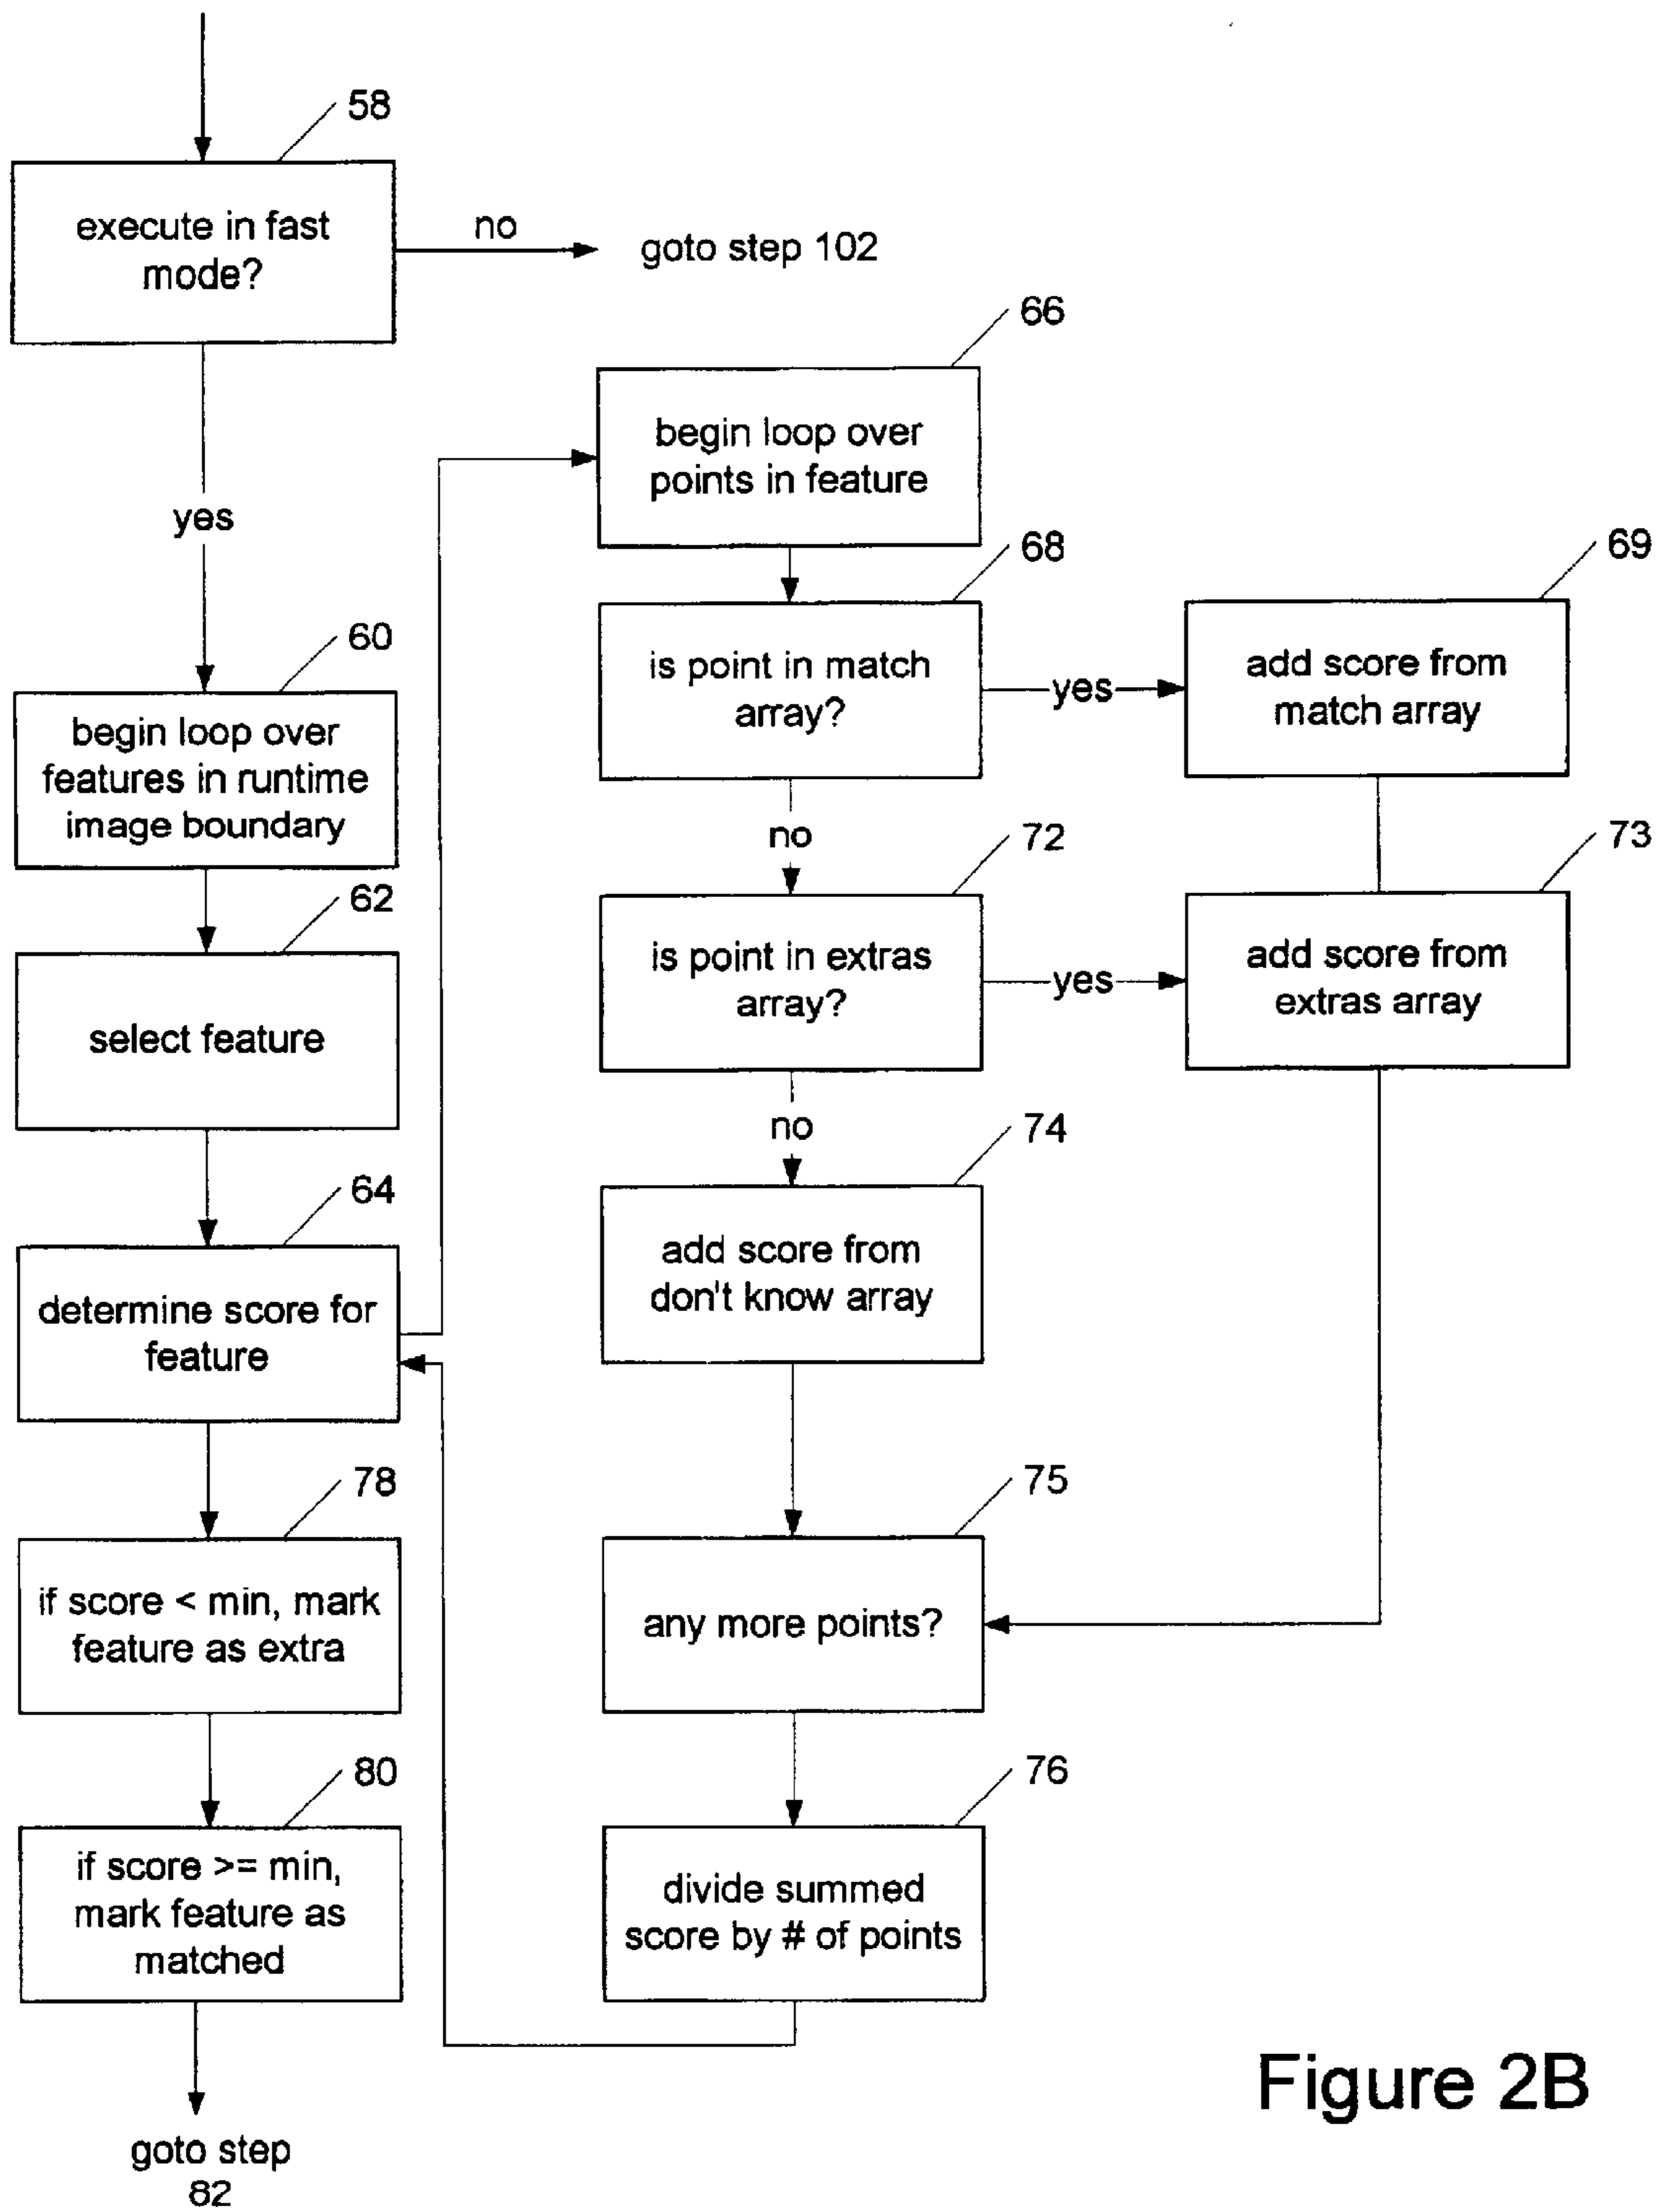 58
execute in fast
mode?
no
goto step 102
yes
60
begin loop over
features in runtime
image boundary
62
select feature
64
determine score for
feature
66
begin loop over
points in feature
68
is point in match
array?
yes
69
add score from
match array
no
72
is point in extras
array?
yes
73
add score from
extras array
no
74
add score from
don't know array
75
any more points?
76
divide summed
score by # of points
78
if score < min, mark
feature as extra
80
if score >= min,
mark feature as
matched
goto step
82
Figure 2B